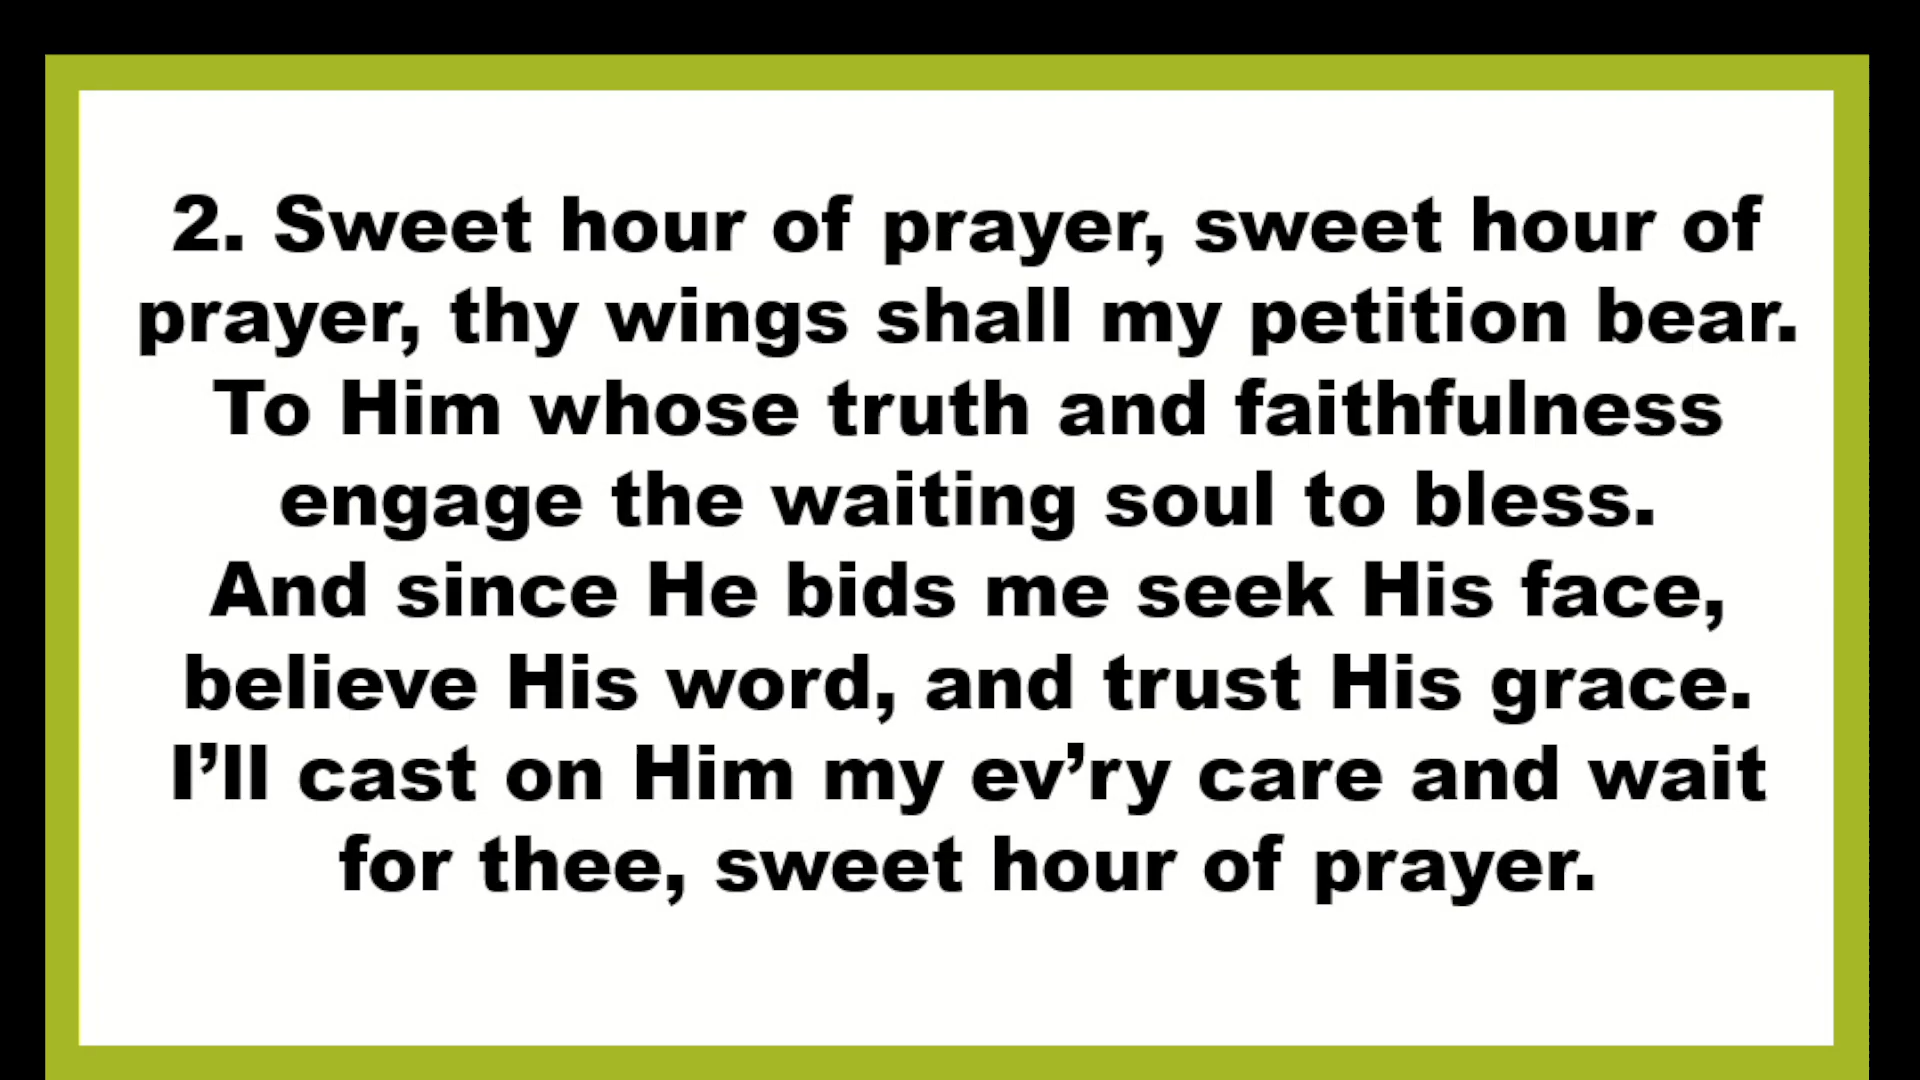 2. Sweet hour of prayer, sweet hour of
prayer, thy wings shall my petition bear.
To Him whose truth and faithfulness
engage the waiting soul to bless.
And since He bids me seek His face,
believe His word, and trust His grace.
I’ll cast on Him my ev’ry care and wait
for thee, sweet hour of prayer.